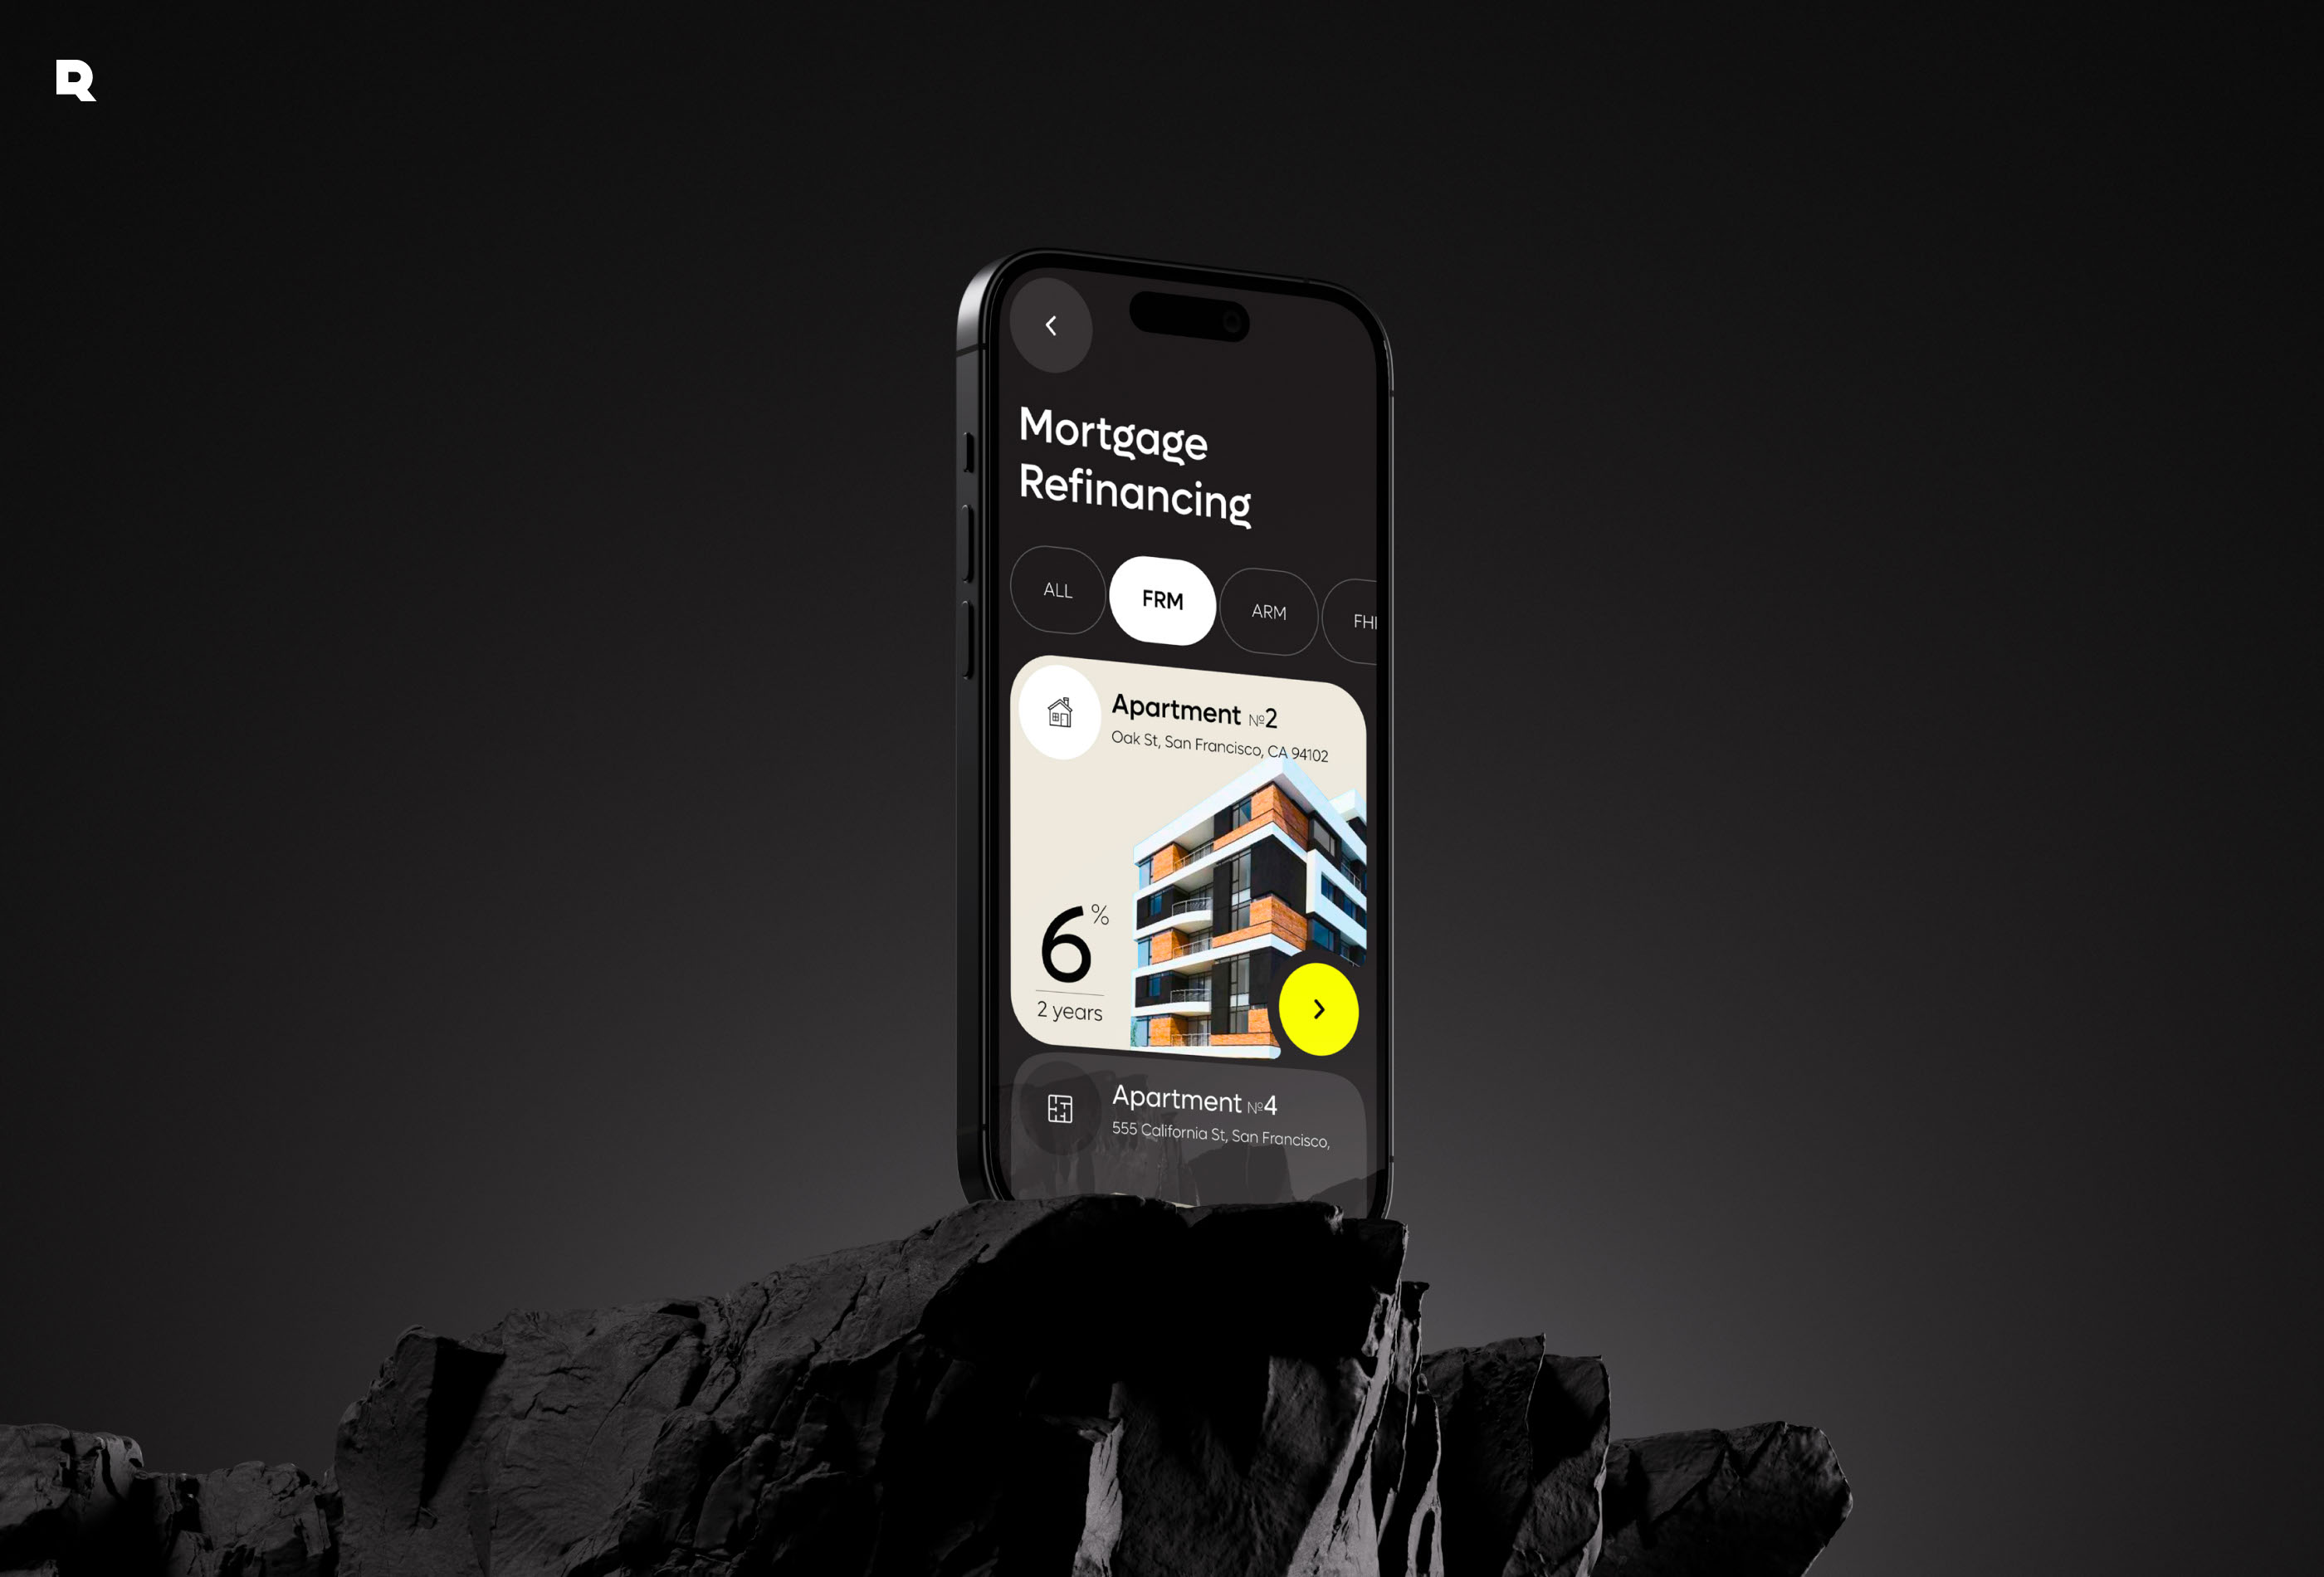 R
Mortgage
Refinancing
ALL
FRM
ARM
Apartment №2
Oak St, San Francisco, CA 94102
6%
2 years
Apartment №4
555 California St, San Francisco,